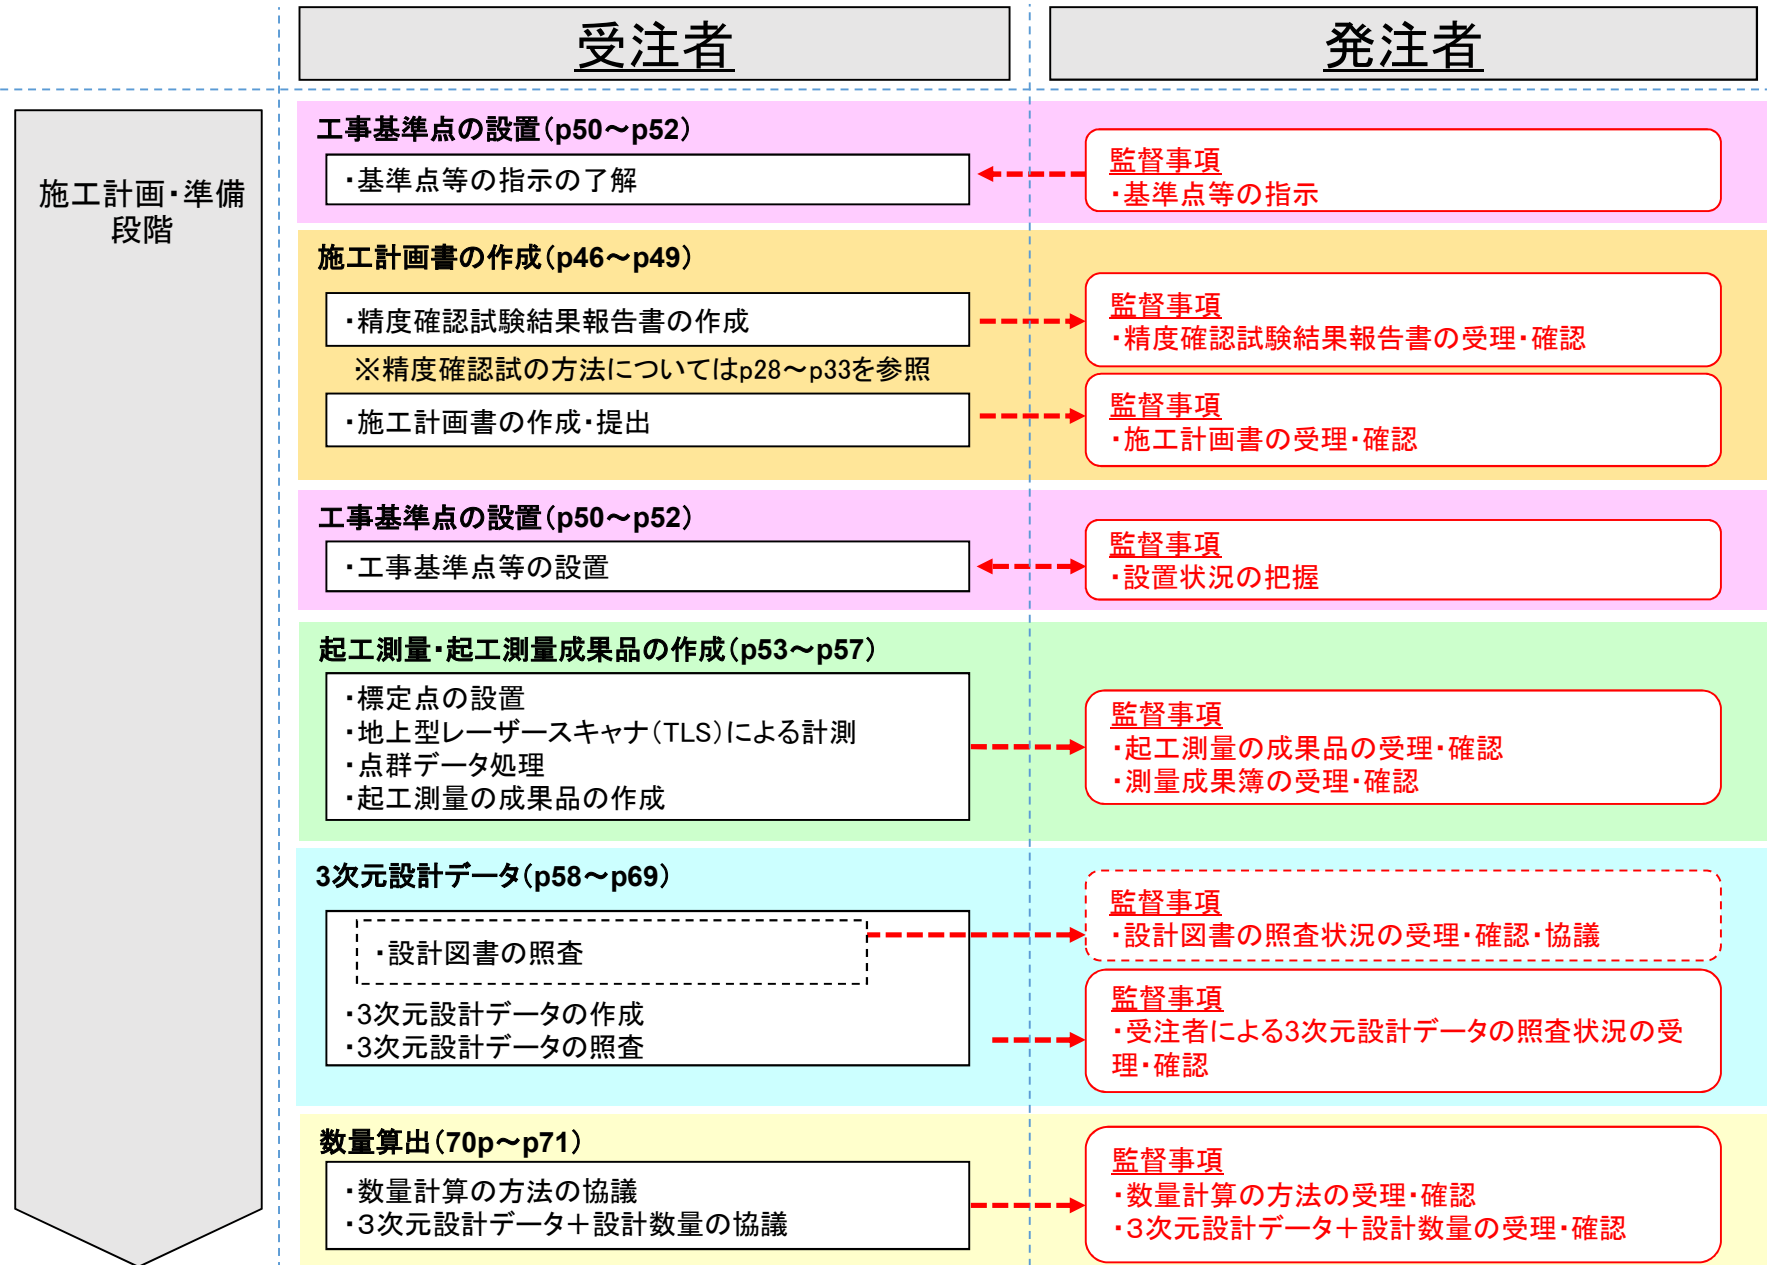 受注者
発注者
施工計画・準備
段階
工事基準点の設置（p50～p52）
・基準点等の指示の了解
監督事項
・基準点等の指示
施工計画書の作成（p46～p49）
・精度確認試験結果報告書の作成
監督事項
・精度確認試験結果報告書の受理・確認
※精度確認試の方法についてはp28～p33を参照
・施工計画書の作成・提出
監督事項
・施工計画書の受理・確認
工事基準点の設置（p50～p52）
・工事基準点等の設置
監督事項
・設置状況の把握
起工測量・起工測量成果品の作成（p53～p57）
・標定点の設置
・地上型レーザースキャナ（TLS）による計測
・点群データ処理
・起工測量の成果品の作成
監督事項
・起工測量の成果品の受理・確認
・測量成果簿の受理・確認
3次元設計データ（p58～p69）
・設計図書の照査
監督事項
・設計図書の照査状況の受理・確認・協議
・3次元設計データの作成
・3次元設計データの照査
監督事項
・受注者による3次元設計データの照査状況の受
理・確認
数量算出（70p～p71）
・数量計算の方法の協議
・３次元設計データ＋設計数量の協議
監督事項
・数量計算の方法の受理・確認
・３次元設計データ＋設計数量の受理・確認